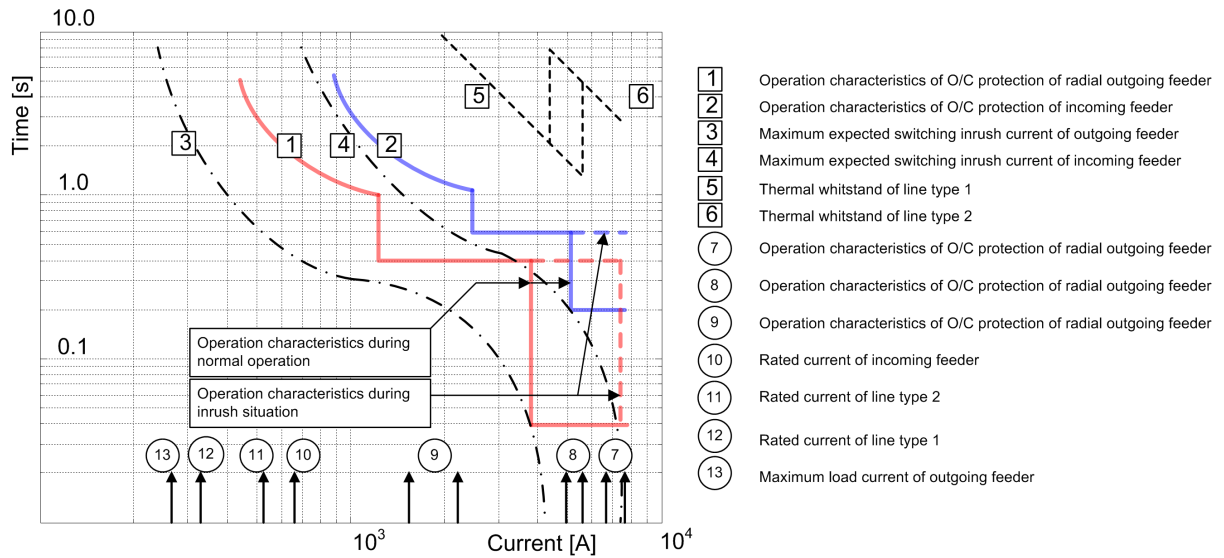 10.0
Time [s]
1.0
0.1
3
1
4
2
5
6
Operation characteristics during
normal operation
Operation characteristics during
inrush situation
13
12
11
10
9
8
7
10³
Current [A]
10⁴
1 Operation characteristics of O/C protection of radial outgoing feeder
2 Operation characteristics of O/C protection of incoming feeder
3 Maximum expected switching inrush current of outgoing feeder
4 Maximum expected switching inrush current of incoming feeder
5 Thermal whitstand of line type 1
6 Thermal whitstand of line type 2
7 Operation characteristics of O/C protection of radial outgoing feeder
8 Operation characteristics of O/C protection of radial outgoing feeder
9 Operation characteristics of O/C protection of radial outgoing feeder
10 Rated current of incoming feeder
11 Rated current of line type 2
12 Rated current of line type 1
13 Maximum load current of outgoing feeder